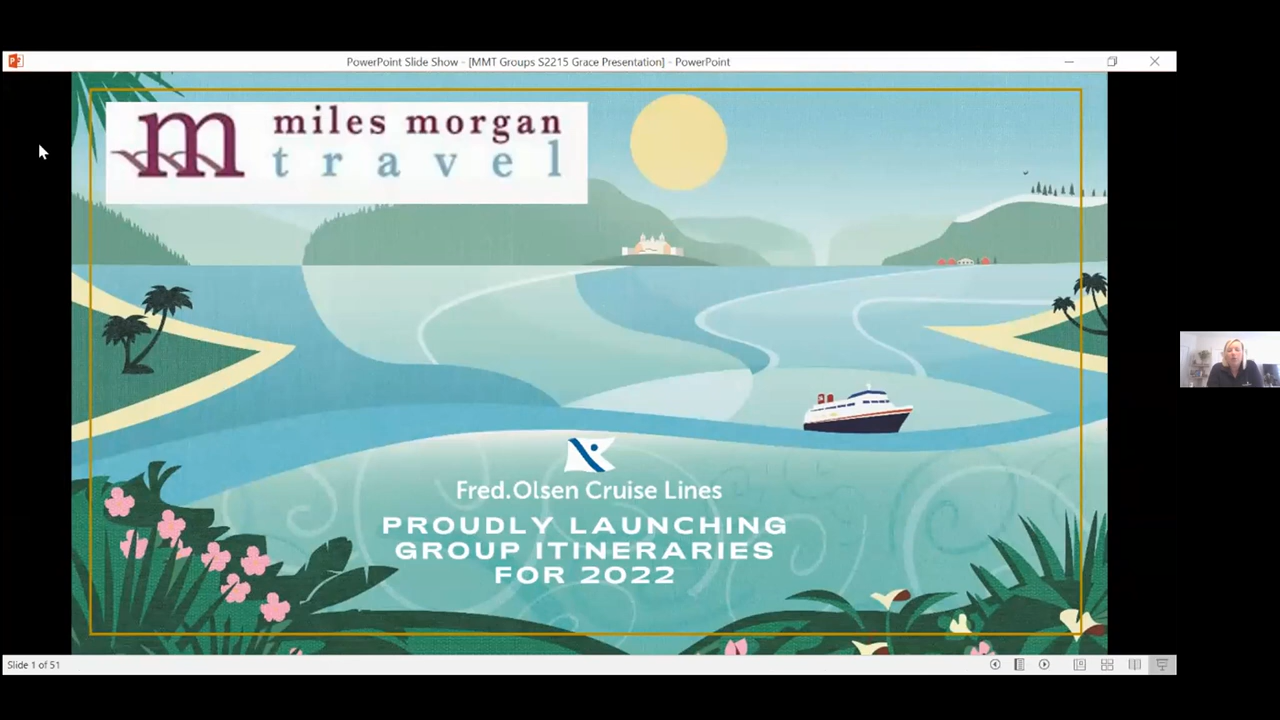 PowerPoint Slide Show - [MMT Groups S2215 Grace Presentation] - PowerPoint
m miles morgan
travel
Fred.Olsen Cruise Lines
PROUDLY LAUNCHING
GROUP ITINERARIES
FOR 2022
Slide 1 of 51